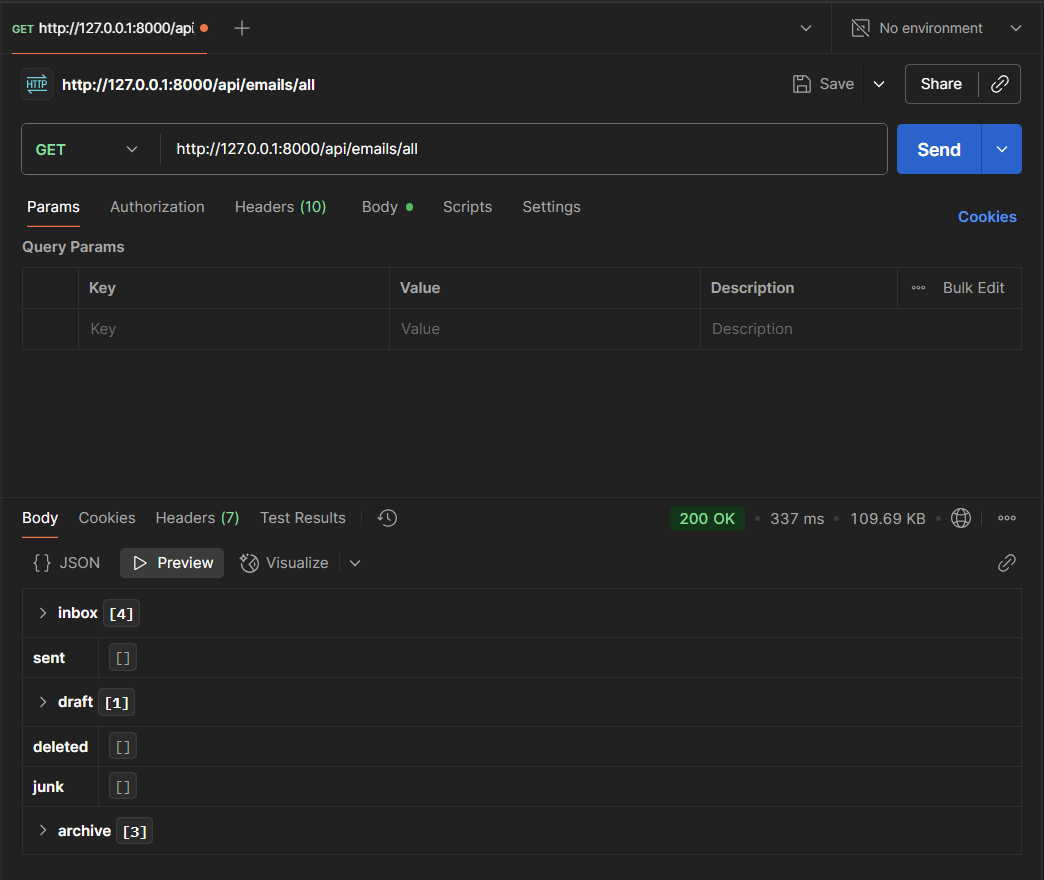 GET http://127.0.0.1:8000/api No environment
HTTP http://127.0.0.1:8000/api/emails/all Save Share
GET http://127.0.0.1:8000/api/emails/all Send
Params Authorization Headers (10) Body Scripts Settings Cookies
Query Params
Key Value Description Bulk Edit
Key Value Description
Body Cookies Headers (7) Test Results 200 OK 337 ms 109.69 KB
{} JSON Preview Visualize
inbox [4]
sent []
draft [1]
deleted []
junk []
archive [3]